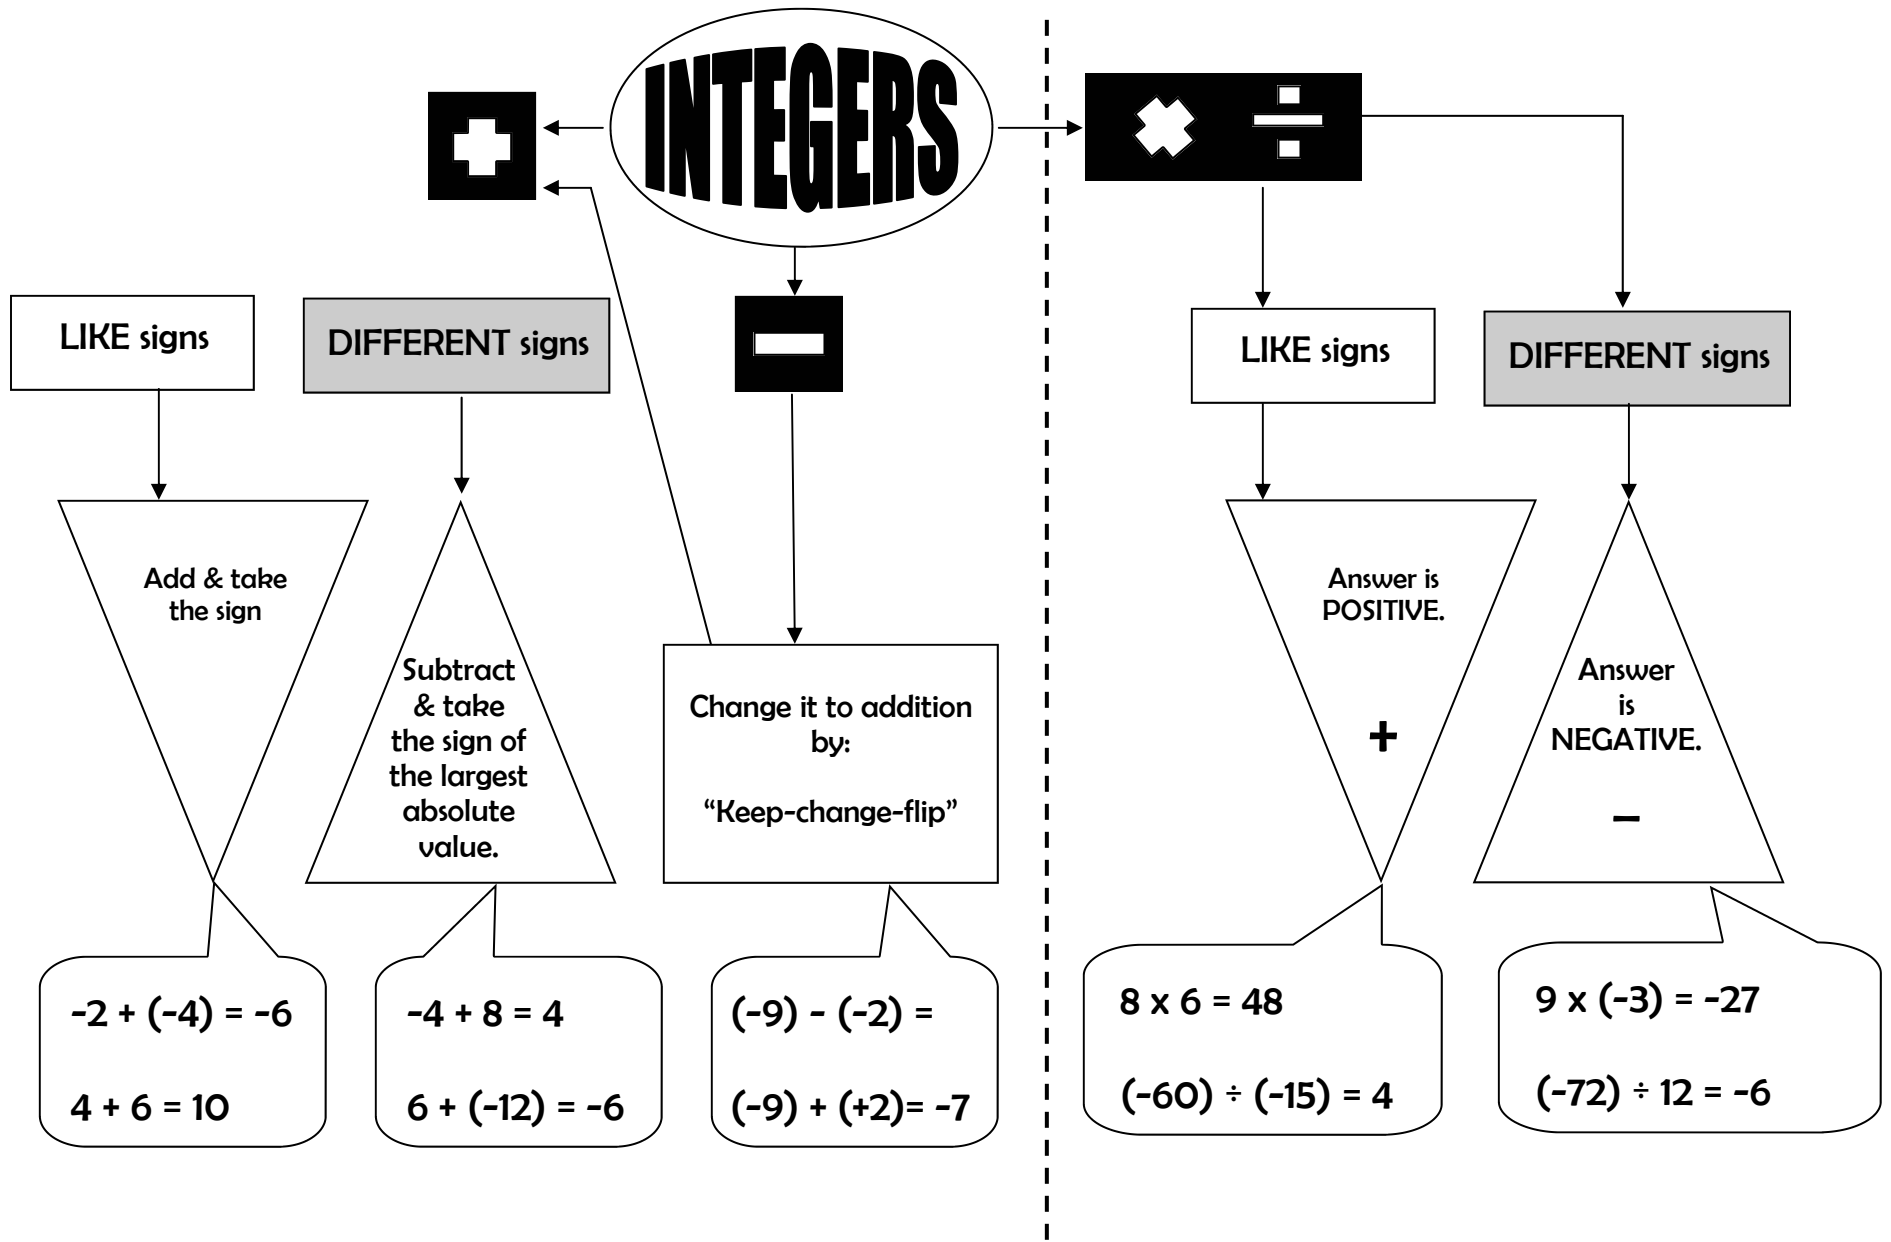 INTEGERS
+
× ÷
−
LIKE signs
DIFFERENT signs
LIKE signs
DIFFERENT signs
Add & take
the sign
Subtract
& take
the sign of
the largest
absolute
value.
Change it to addition
by:
“Keep-change-flip”
Answer is
POSITIVE.
+
Answer
is
NEGATIVE.
–
-2 + (-4) = -6
4 + 6 = 10
-4 + 8 = 4
6 + (-12) = -6
(-9) - (-2) =
(-9) + (+2)= -7
8 x 6 = 48
(-60) ÷ (-15) = 4
9 x (-3) = -27
(-72) ÷ 12 = -6